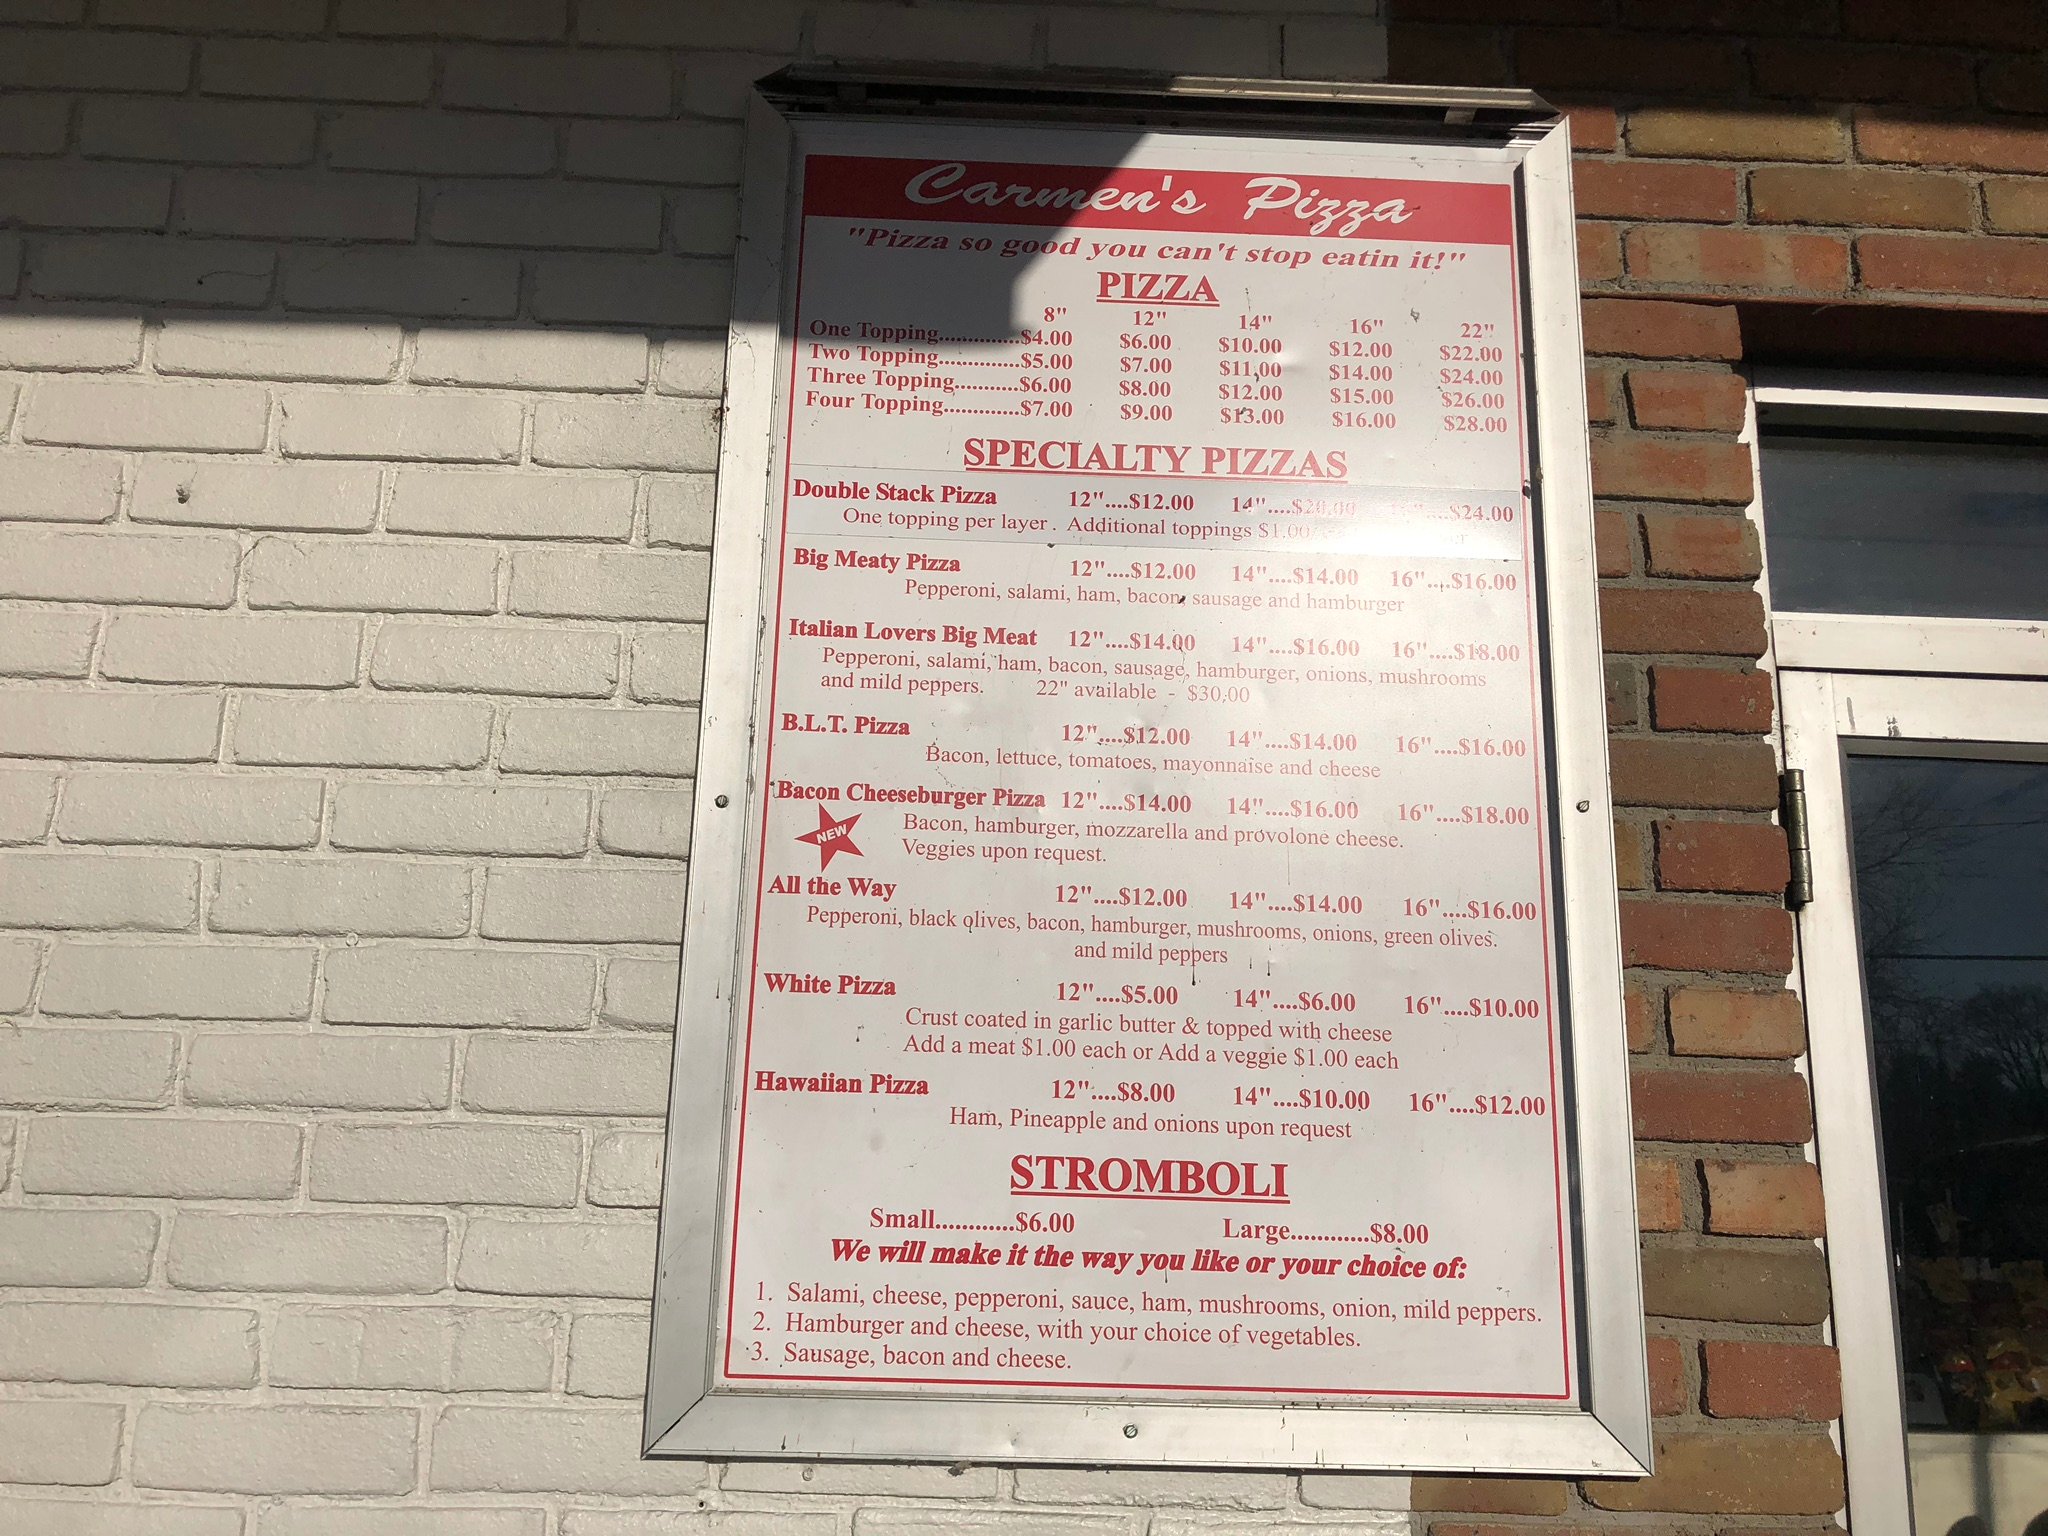 Carmen's Pizza
"Pizza so good you can't stop eatin it!"
PIZZA
8" 12" 14" 16" 22"
One Topping...............$4.00 $6.00 $10.00 $12.00 $22.00
Two Topping.............$5.00 $7.00 $11.00 $14.00 $24.00
Three Topping...........$6.00 $8.00 $12.00 $15.00 $26.00
Four Topping.............$7.00 $9.00 $13.00 $16.00 $28.00
SPECIALTY PIZZAS
Double Stack Pizza 12"....$12.00 14"....$20.00 $24.00
One topping per layer . Additional toppings $1.00
Big Meaty Pizza 12"....$12.00 14"....$14.00 16"....$16.00
Pepperoni, salami, ham, bacon, sausage and hamburger
Italian Lovers Big Meat 12"....$14.00 14"....$16.00 16"....$18.00
Pepperoni, salami, ham, bacon, sausage, hamburger, onions, mushrooms
and mild peppers. 22" available - $30.00
B.L.T. Pizza 12"....$12.00 14"....$14.00 16"....$16.00
Bacon, lettuce, tomatoes, mayonnaise and cheese
Bacon Cheeseburger Pizza 12"....$14.00 14"....$16.00 16"....$18.00
NEW
Bacon, hamburger, mozzarella and provolone cheese.
Veggies upon request.
All the Way 12"....$12.00 14"....$14.00 16"....$16.00
Pepperoni, black olives, bacon, hamburger, mushrooms, onions, green olives.
and mild peppers
White Pizza 12"....$5.00 14"....$6.00 16"....$10.00
Crust coated in garlic butter & topped with cheese
Add a meat $1.00 each or Add a veggie $1.00 each
Hawaiian Pizza 12"....$8.00 14"....$10.00 16"....$12.00
Ham, Pineapple and onions upon request
STROMBOLI
Small............$6.00 Large............$8.00
We will make it the way you like or your choice of:
1. Salami, cheese, pepperoni, sauce, ham, mushrooms, onion, mild peppers.
2. Hamburger and cheese, with your choice of vegetables.
3. Sausage, bacon and cheese.